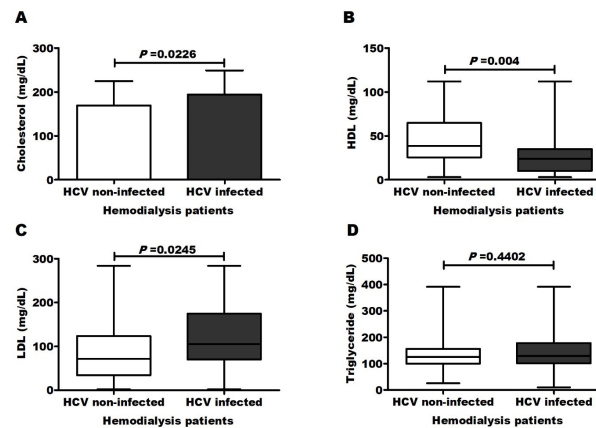 A
P =0.0226
300
200
100
0
Cholesterol (mg/dL)
HCV non-infected HCV infected
Hemodialysis patients
B
P =0.004
150
100
50
0
HDL (mg/dL)
HCV non-infected HCV infected
Hemodialysis patients
C
P =0.0245
300
200
100
0
LDL (mg/dL)
HCV non-infected HCV infected
Hemodialysis patients
D
P =0.4402
500
400
300
200
100
0
Triglyceride (mg/dL)
HCV non-infected HCV infected
Hemodialysis patients